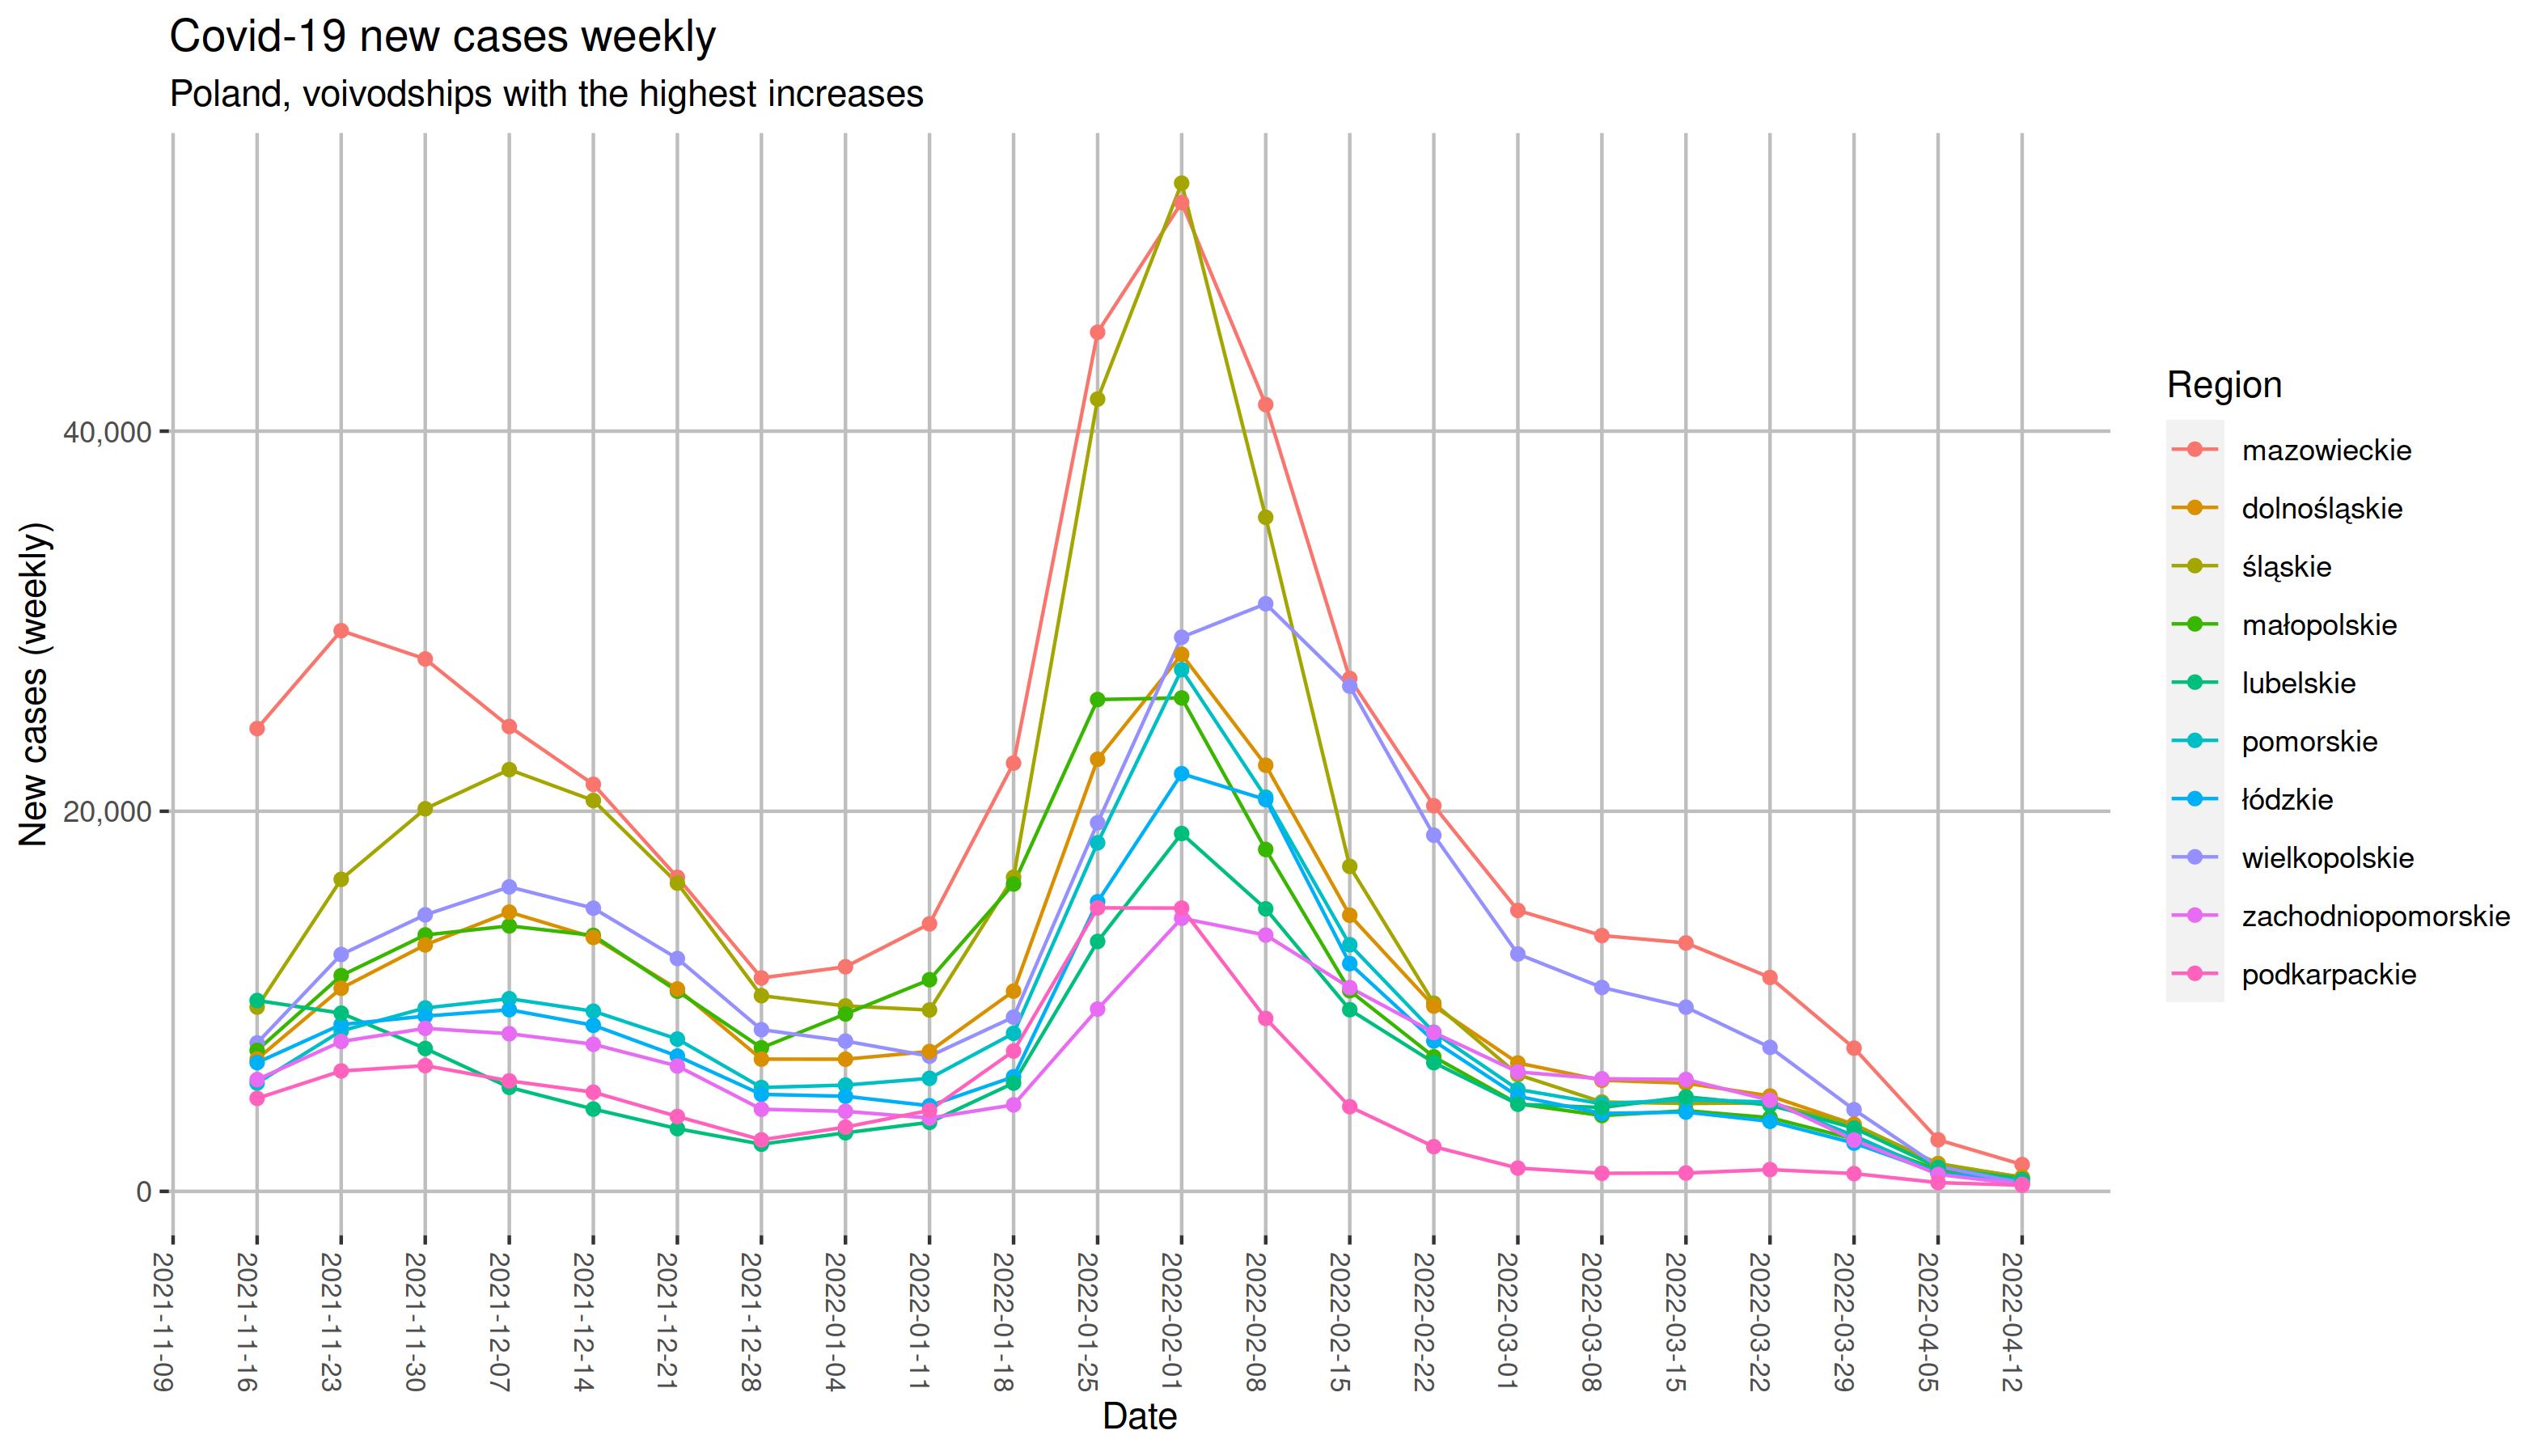 Covid-19 new cases weekly
Poland, voivodships with the highest increases
New cases (weekly)
40,000
20,000
0
2021-11-09
2021-11-16
2021-11-23
2021-11-30
2021-12-07
2021-12-14
2021-12-21
2021-12-28
2022-01-04
2022-01-11
2022-01-18
2022-01-25
2022-02-01
2022-02-08
2022-02-15
2022-02-22
2022-03-01
2022-03-08
2022-03-15
2022-03-22
2022-03-29
2022-04-05
2022-04-12
Date
Region
mazowieckie
dolnośląskie
śląskie
małopolskie
lubelskie
pomorskie
łódzkie
wielkopolskie
zachodniopomorskie
podkarpackie